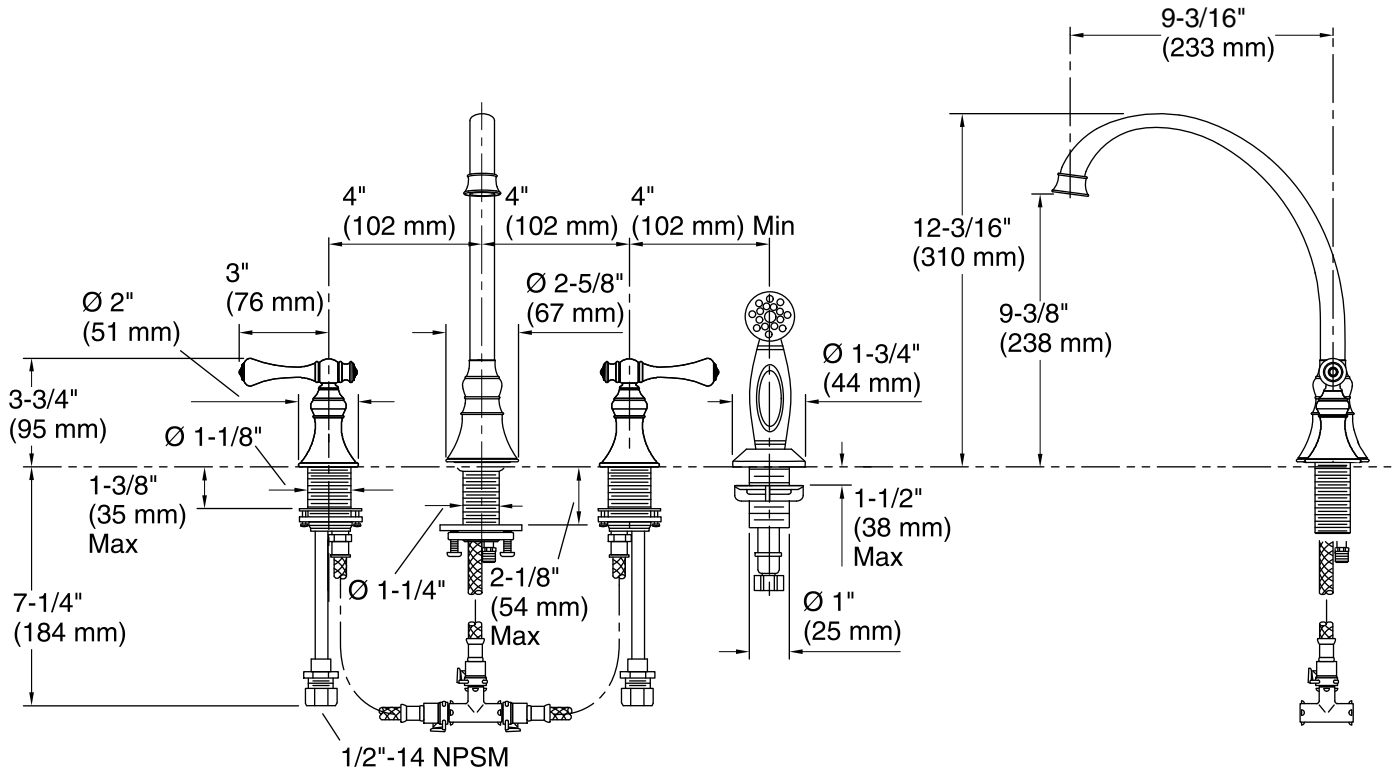 9-3/16"
(233 mm)
4"
(102 mm)
4"
(102 mm)
4"
(102 mm) Min
12-3/16"
(310 mm)
3"
(76 mm)
Ø 2"
(51 mm)
Ø 2-5/8"
(67 mm)
9-3/8"
(238 mm)
Ø 1-3/4"
(44 mm)
3-3/4"
(95 mm)
Ø 1-1/8"
1-3/8"
(35 mm)
Max
1-1/2"
(38 mm)
Max
Ø 1-1/4"
2-1/8"
(54 mm)
Max
7-1/4"
(184 mm)
Ø 1"
(25 mm)
1/2"-14 NPSM